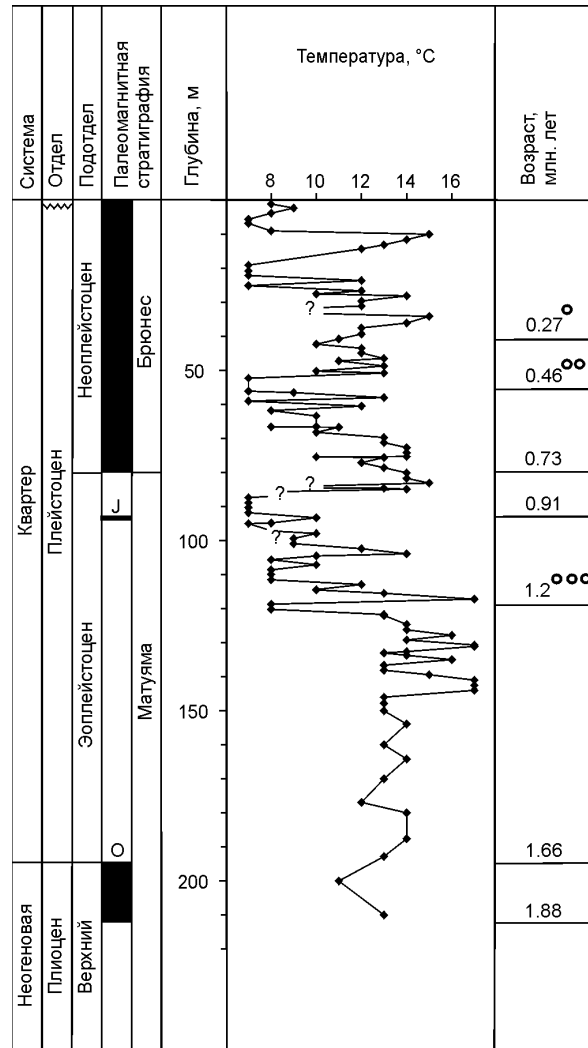 Система
Отдел
Подотдел
Палеомагнитная
стратиграфия
Глубина, м
Температура, °C
Возраст,
млн. лет
8 10 12 14 16
Квартер
Неогеновая
Плейстоцен
Плиоцен
Неоплейстоцен
Эоплейстоцен
Верхний
J
O
Брюнес
Матуяма
50
100
150
200
?
?
?
?
0.27
0.46
0.73
0.91
1.2
1.66
1.88